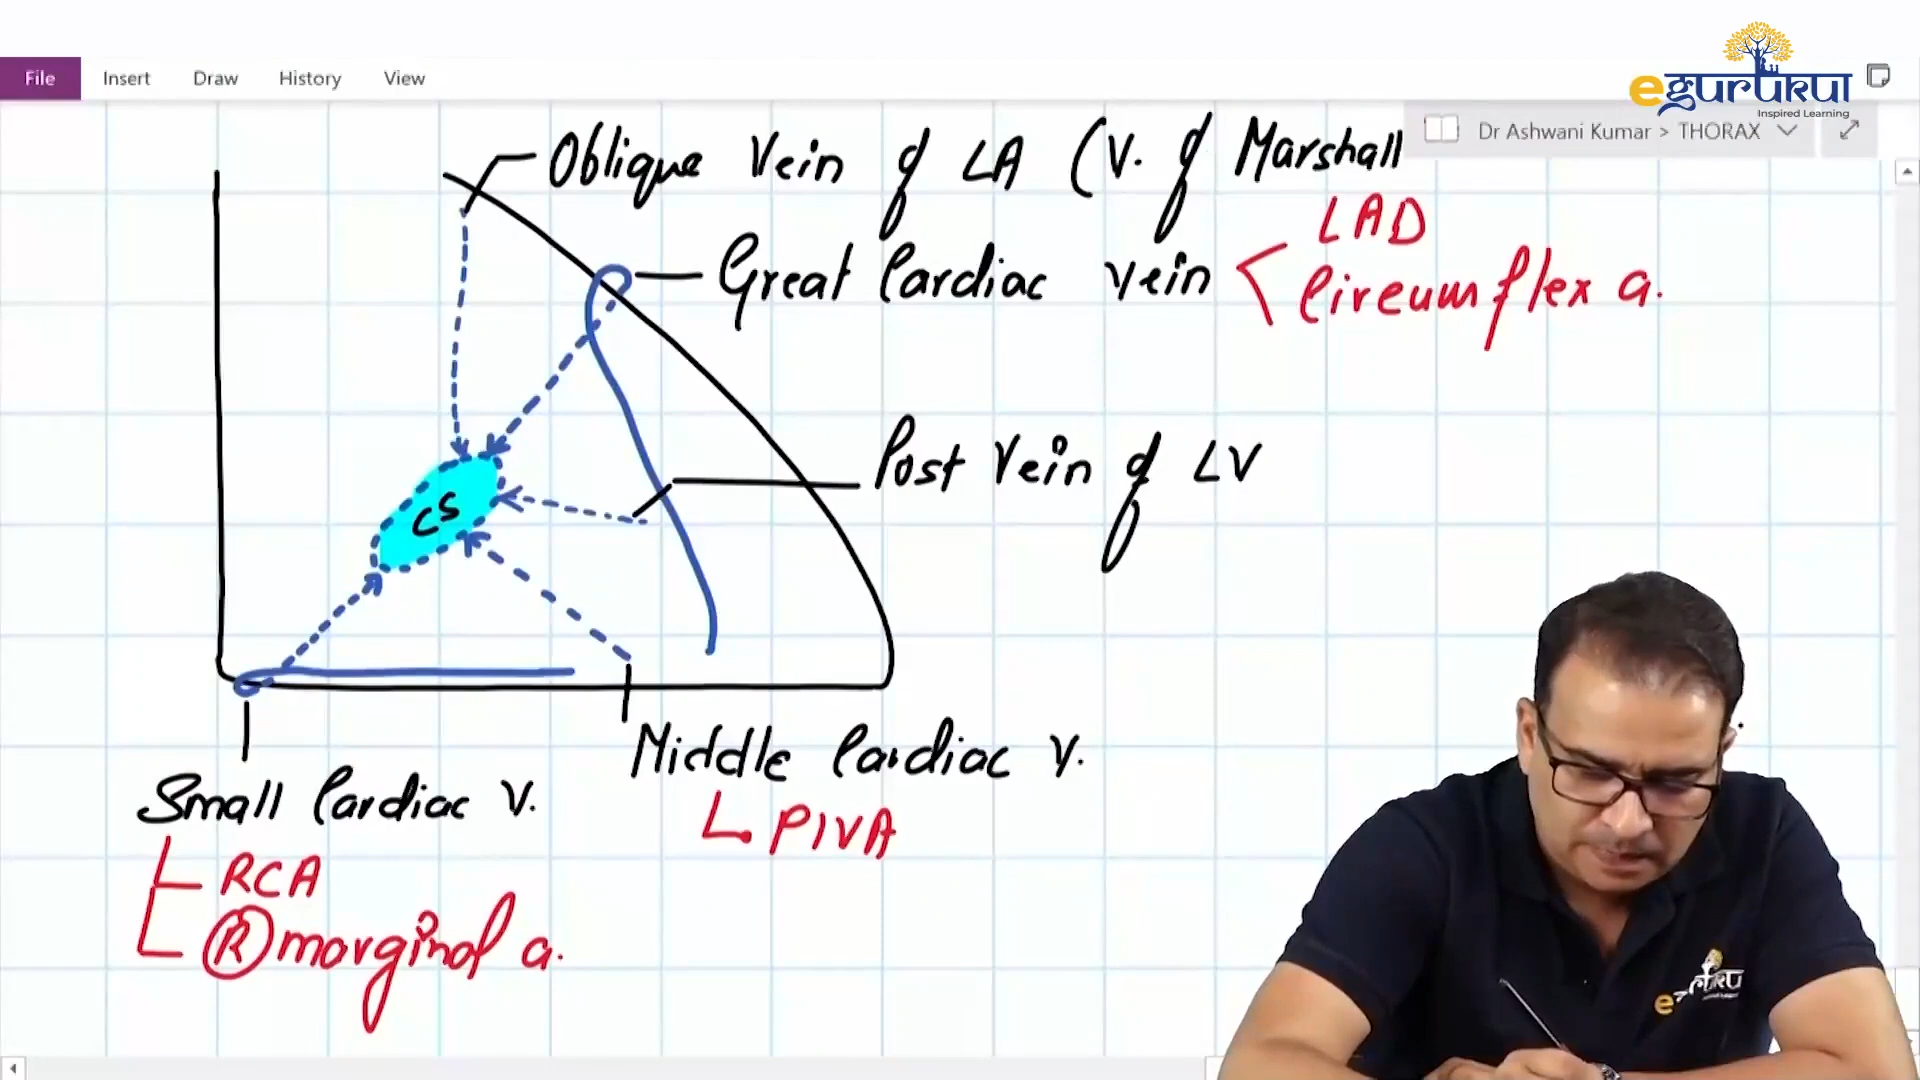 egurukul
Inspired Learning
File Insert Draw History View
Dr Ashwani Kumar > THORAX
Oblique Vein of LA (V. of Marshall
LAD
Great Cardiac Vein
Circumflex a.
Post Vein of LV
CS
Middle Cardiac V.
PIVA
Small Cardiac V.
RCA
R marginal a.